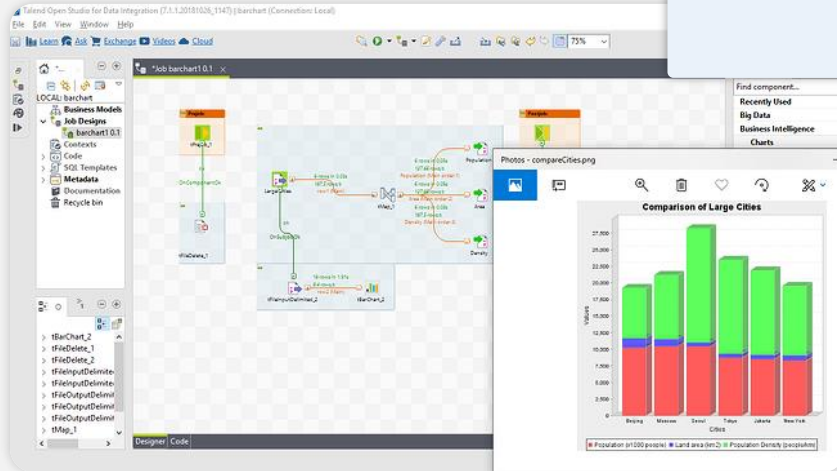 Talend Open Studio for Data Integration (7.1.1.20181026_1147) | barchart (Connection: Local)
File Edit View Window Help
Learn Ask Exchange Videos Cloud
75%
*Job barchart1 0.1
LOCAL: barchart
Business Models
Job Designs
barchart1 0.1
Contexts
Code
SQL Templates
Metadata
Documentation
Recycle bin
tBarChart_2
tFileDelete_1
tFileDelete_2
tFileInputDelimite
tFileInputDelimite
tFileOutputDelimit
tFileOutputDelimit
tFileOutputDelimit
tMap_1
Prejob
tPreJob_1
OnComponentOk
tFileDelete_1
LargeCities
OnSubjobOk
tFileInputDelimited_2
tBarChart_2
tMap_1
Population
Area
Density
Postjob
Designer Code
Find component...
Recently Used
Big Data
Business Intelligence
Charts
Photos - compareCities.png
Comparison of Large Cities
Values
27,500
25,000
22,500
20,000
17,500
15,000
12,500
10,000
7,500
5,000
2,500
0
Beijing Moscow Seoul Tokyo Jakarta New York
Cities
Population (x1000 people) Land area (km2) Population Density (people/km)